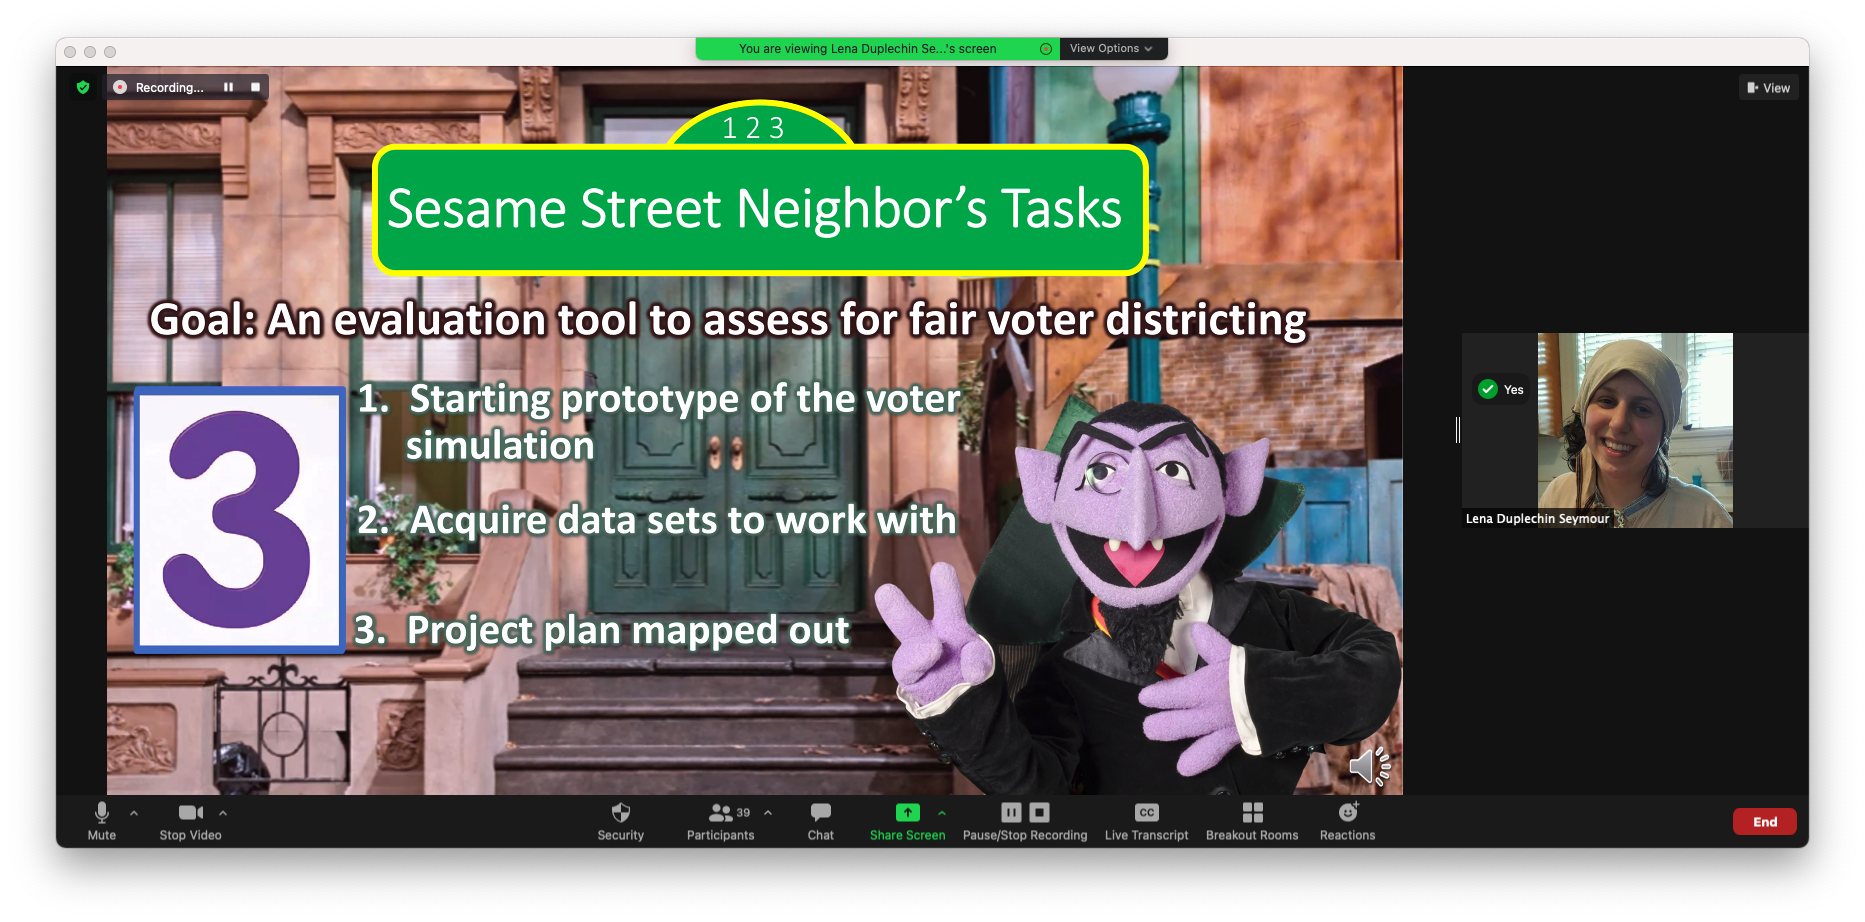 You are viewing Lena Duplechin Se...'s screen
View Options
Recording...
View
1 2 3
Sesame Street Neighbor's Tasks
Goal: An evaluation tool to assess for fair voter districting
3
1. Starting prototype of the voter
simulation
2. Acquire data sets to work with
3. Project plan mapped out
Yes
Lena Duplechin Seymour
Mute
Stop Video
Security
39
Participants
Chat
Share Screen
Pause/Stop Recording
CC
Live Transcript
Breakout Rooms
Reactions
End